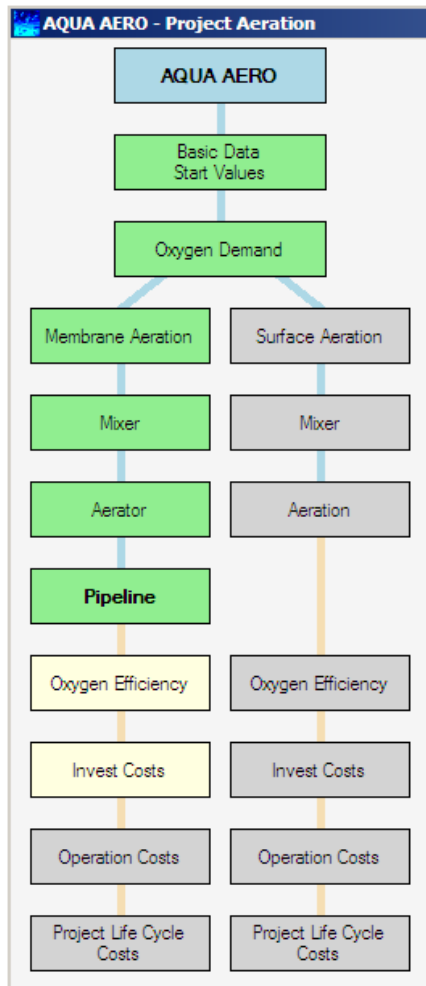 AQUA AERO - Project Aeration
AQUA AERO
Basic Data
Start Values
Oxygen Demand
Membrane Aeration
Surface Aeration
Mixer
Mixer
Aerator
Aeration
Pipeline
Oxygen Efficiency
Oxygen Efficiency
Invest Costs
Invest Costs
Operation Costs
Operation Costs
Project Life Cycle
Costs
Project Life Cycle
Costs